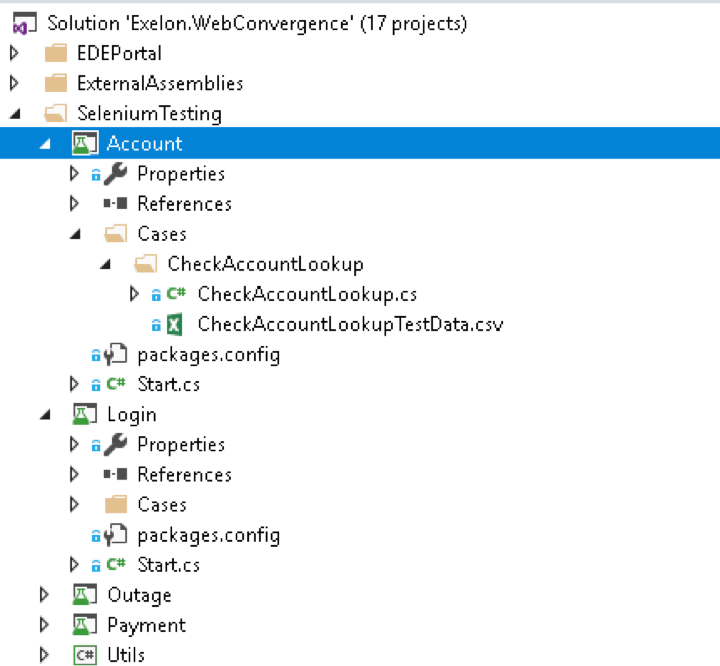 Solution 'Exelon.WebConvergence' (17 projects)
EDEPortal
ExternalAssemblies
SeleniumTesting
Account
Properties
References
Cases
CheckAccountLookup
C# CheckAccountLookup.cs
CheckAccountLookupTestData.csv
packages.config
C# Start.cs
Login
Properties
References
Cases
packages.config
C# Start.cs
Outage
Payment
C# Utils